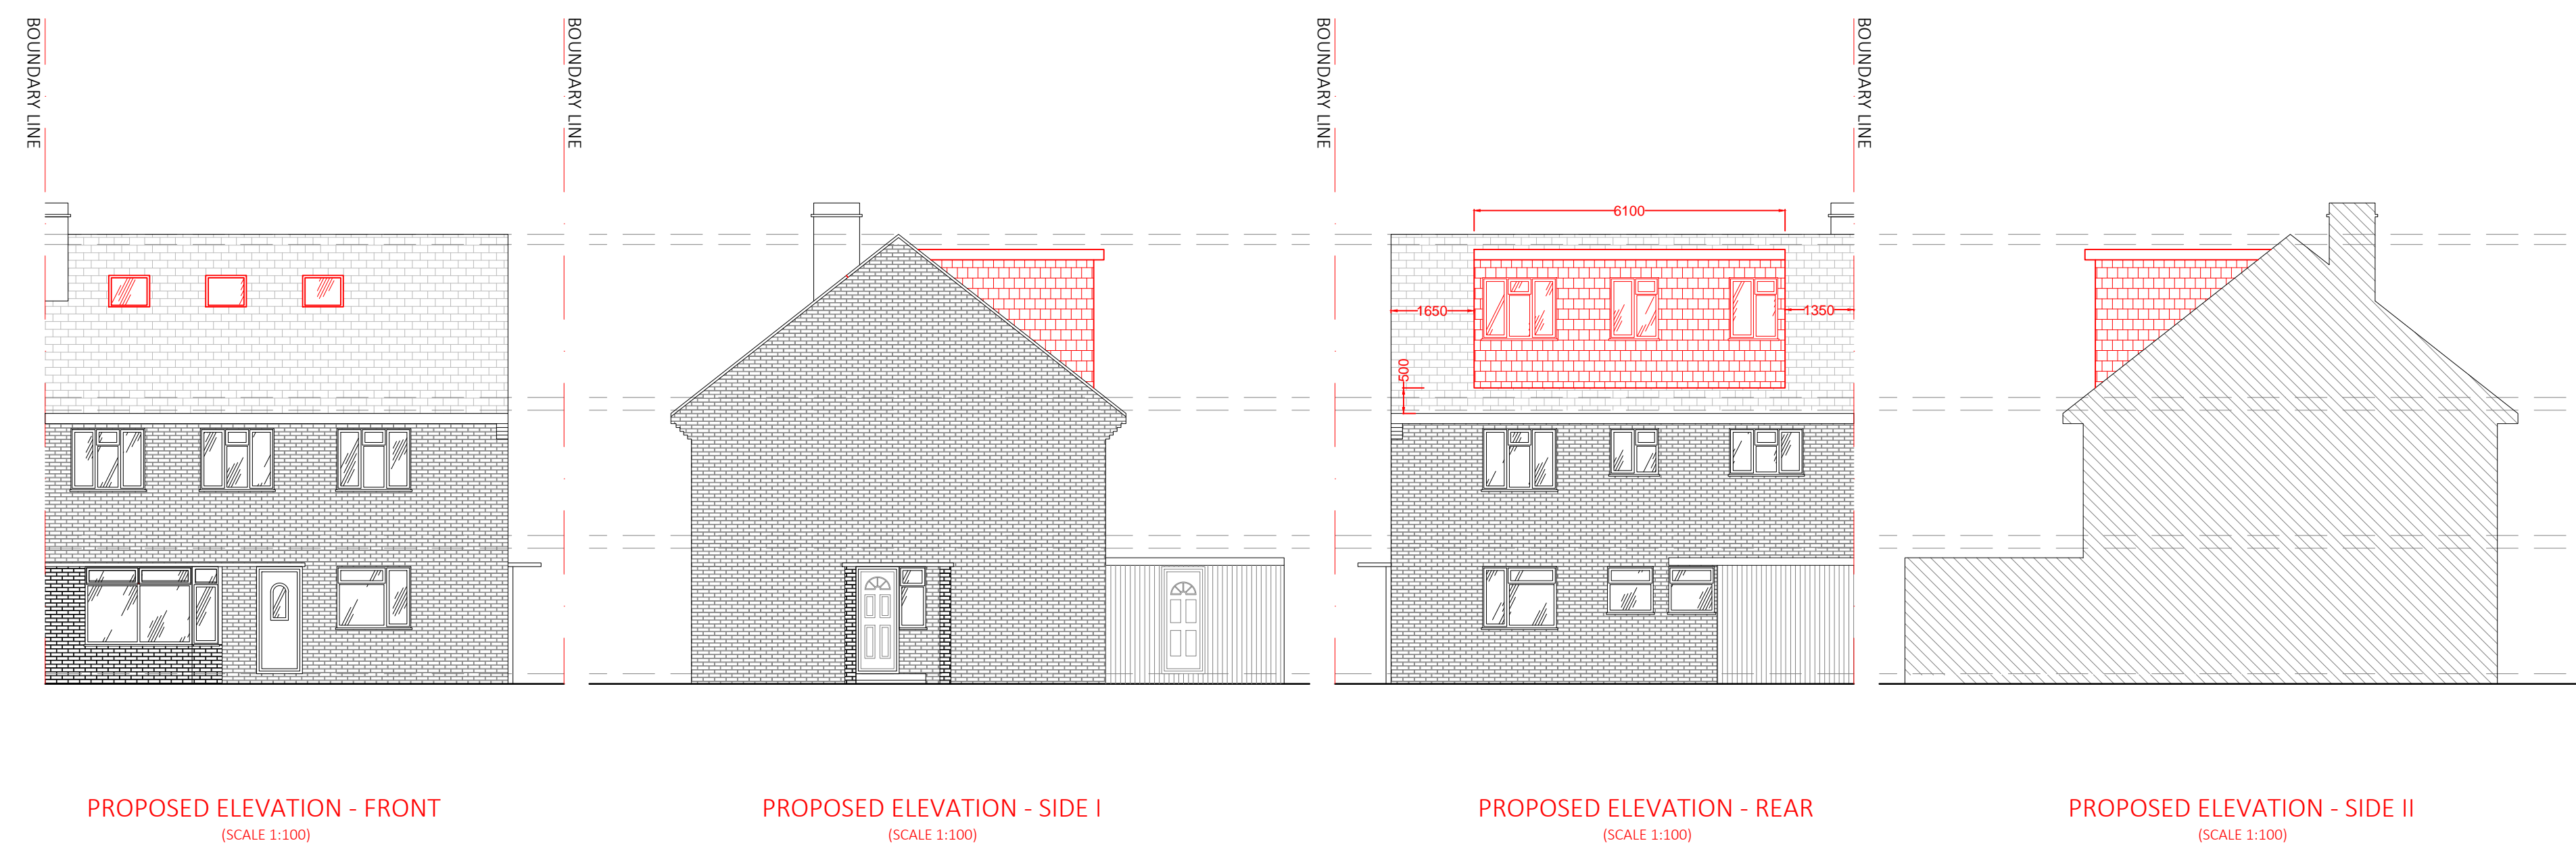 BOUNDARY LINE
BOUNDARY LINE
BOUNDARY LINE
BOUNDARY LINE
6100
1650
1350
500
PROPOSED ELEVATION - FRONT
(SCALE 1:100)
PROPOSED ELEVATION - SIDE I
(SCALE 1:100)
PROPOSED ELEVATION - REAR
(SCALE 1:100)
PROPOSED ELEVATION - SIDE II
(SCALE 1:100)